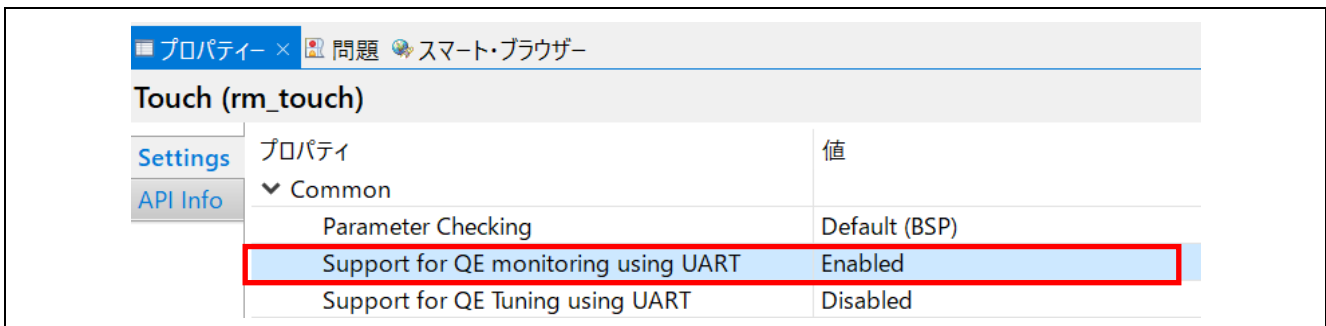 プロパティー × 問題 スマート・ブラウザー
Touch (rm_touch)
Settings プロパティ 値
API Info Common
Parameter Checking Default (BSP)
Support for QE monitoring using UART Enabled
Support for QE Tuning using UART Disabled